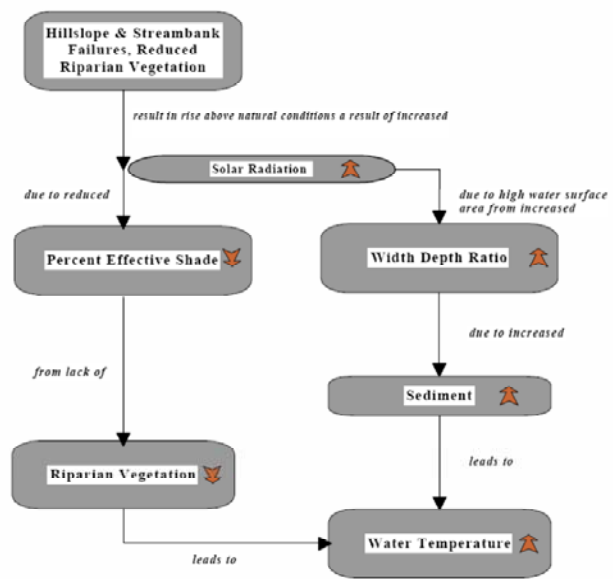 Hillslope & Streambank
Failures, Reduced
Riparian Vegetation
result in rise above natural conditions a result of increased
Solar Radiation
due to reduced
due to high water surface
area from increased
Percent Effective Shade
Width Depth Ratio
due to increased
from lack of
Sediment
leads to
Riparian Vegetation
Water Temperature
leads to